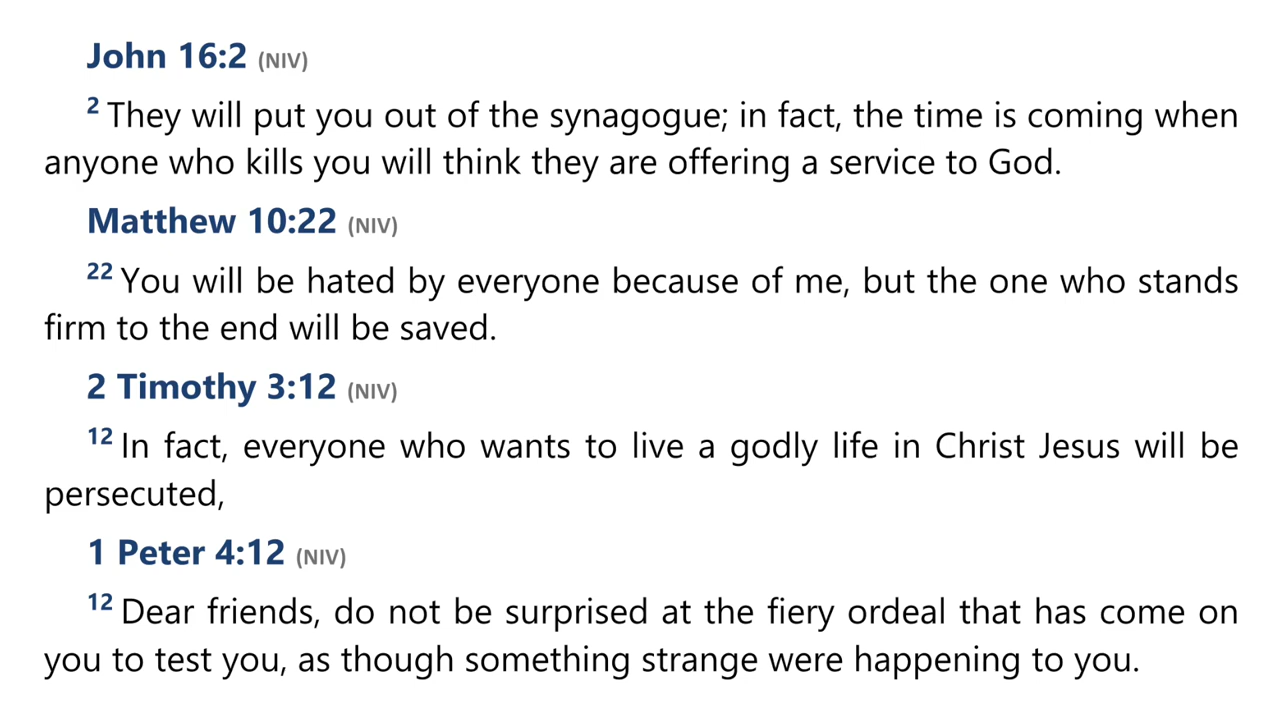 John 16:2 (NIV)
2 They will put you out of the synagogue; in fact, the time is coming when
anyone who kills you will think they are offering a service to God.
Matthew 10:22 (NIV)
22 You will be hated by everyone because of me, but the one who stands
firm to the end will be saved.
2 Timothy 3:12 (NIV)
12 In fact, everyone who wants to live a godly life in Christ Jesus will be
persecuted,
1 Peter 4:12 (NIV)
12 Dear friends, do not be surprised at the fiery ordeal that has come on
you to test you, as though something strange were happening to you.